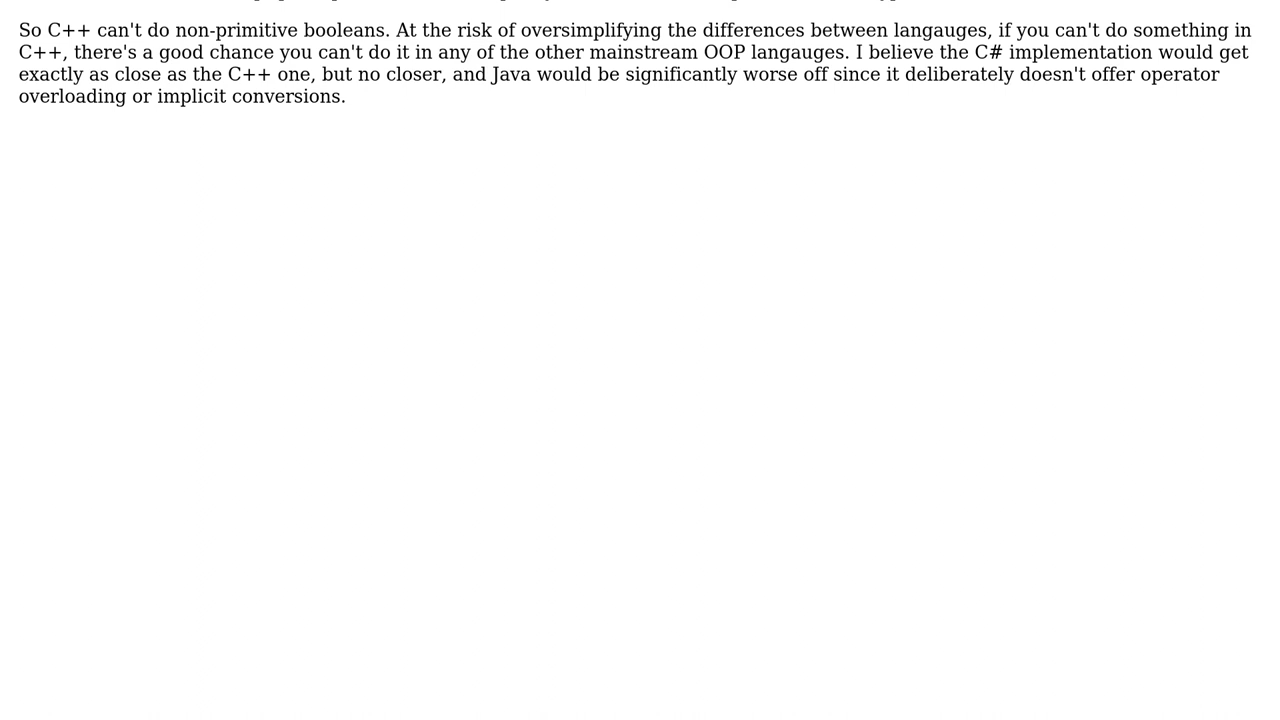 So C++ can't do non-primitive booleans. At the risk of oversimplifying the differences between langauges, if you can't do something in
C++, there's a good chance you can't do it in any of the other mainstream OOP langauges. I believe the C# implementation would get
exactly as close as the C++ one, but no closer, and Java would be significantly worse off since it deliberately doesn't offer operator
overloading or implicit conversions.